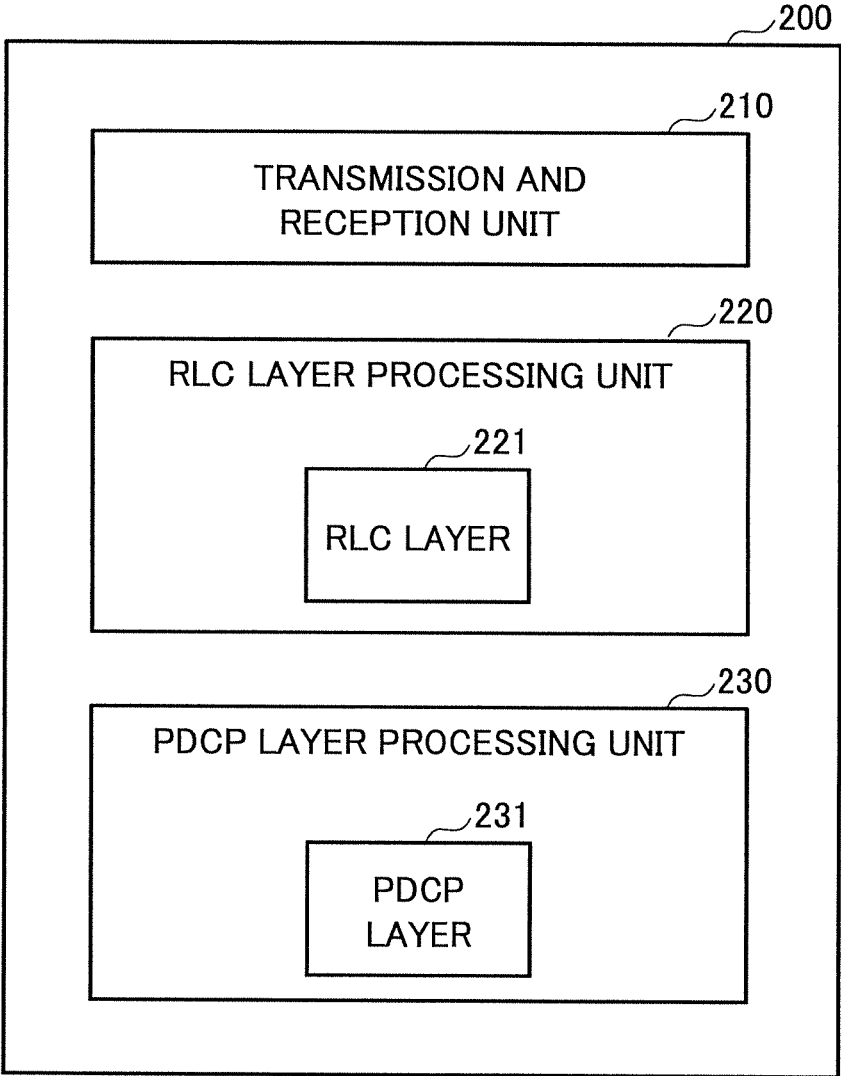 200
210
TRANSMISSION AND
RECEPTION UNIT
220
RLC LAYER PROCESSING UNIT
221
RLC LAYER
230
PDCP LAYER PROCESSING UNIT
231
PDCP
LAYER